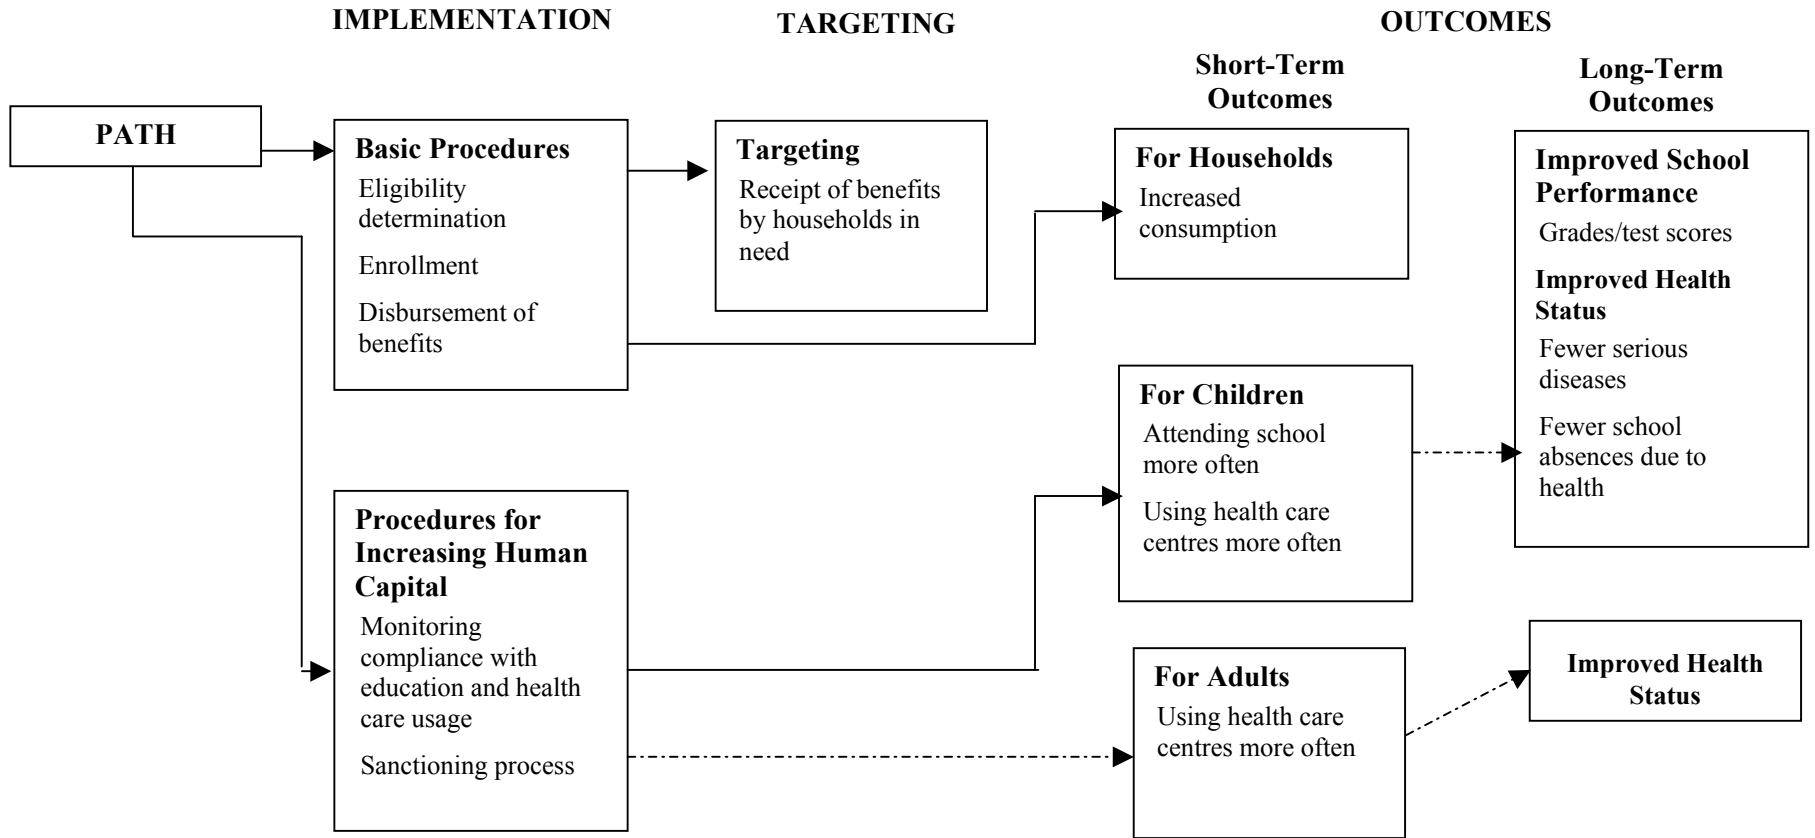 IMPLEMENTATION
TARGETING
OUTCOMES
Short-Term
Outcomes
Long-Term
Outcomes
PATH
Basic Procedures
Eligibility
determination
Enrollment
Disbursement of
benefits
Targeting
Receipt of benefits
by households in
need
For Households
Increased
consumption
Improved School
Performance
Grades/test scores
Improved Health
Status
Fewer serious
diseases
Fewer school
absences due to
health
For Children
Attending school
more often
Using health care
centres more often
Procedures for
Increasing Human
Capital
Monitoring
compliance with
education and health
care usage
Sanctioning process
For Adults
Using health care
centres more often
Improved Health
Status